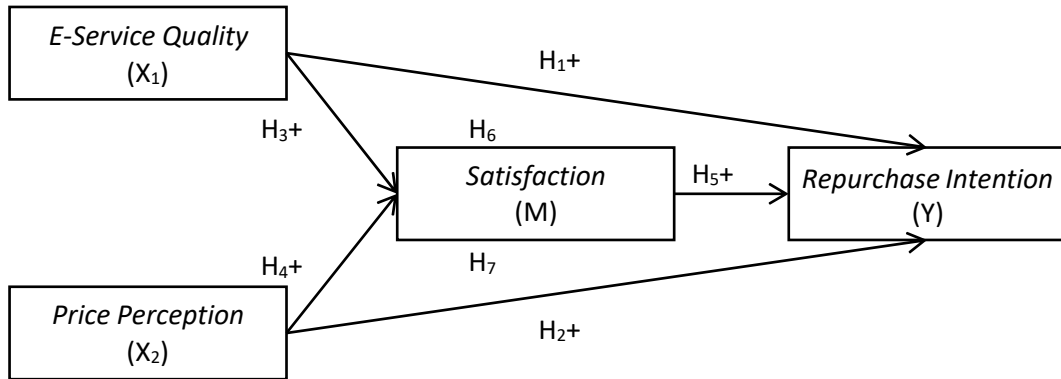 E-Service Quality
(X₁)
H₁+
H₃+
H₆
Satisfaction
(M)
H₅+
Repurchase Intention
(Y)
H₄+
H₇
Price Perception
(X₂)
H₂+